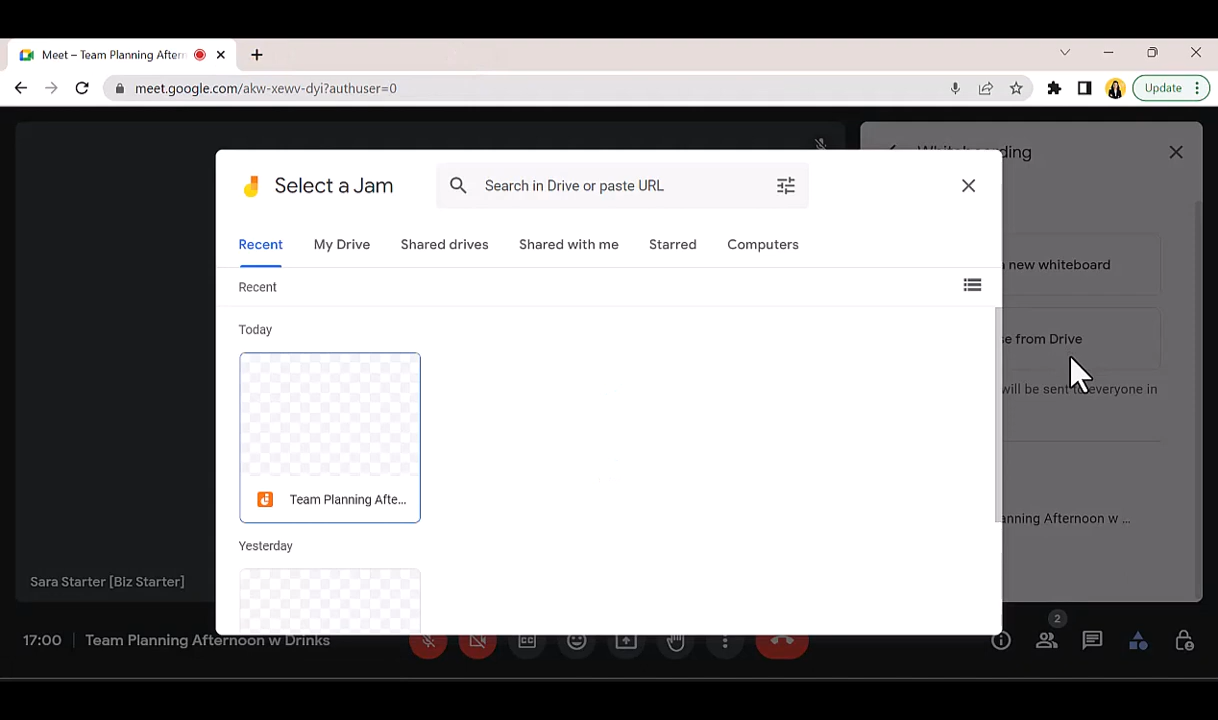 Meet – Team Planning Aftern
meet.google.com/akw-xewv-dyi?authuser=0
Update
Select a Jam
Search in Drive or paste URL
Recent
My Drive
Shared drives
Shared with me
Starred
Computers
Recent
Today
Team Planning Afte...
Yesterday
new whiteboard
from Drive
will be sent to everyone in
Afternoon w ...
Sara Starter [Biz Starter]
17:00
Team Planning Afternoon w Drinks
2